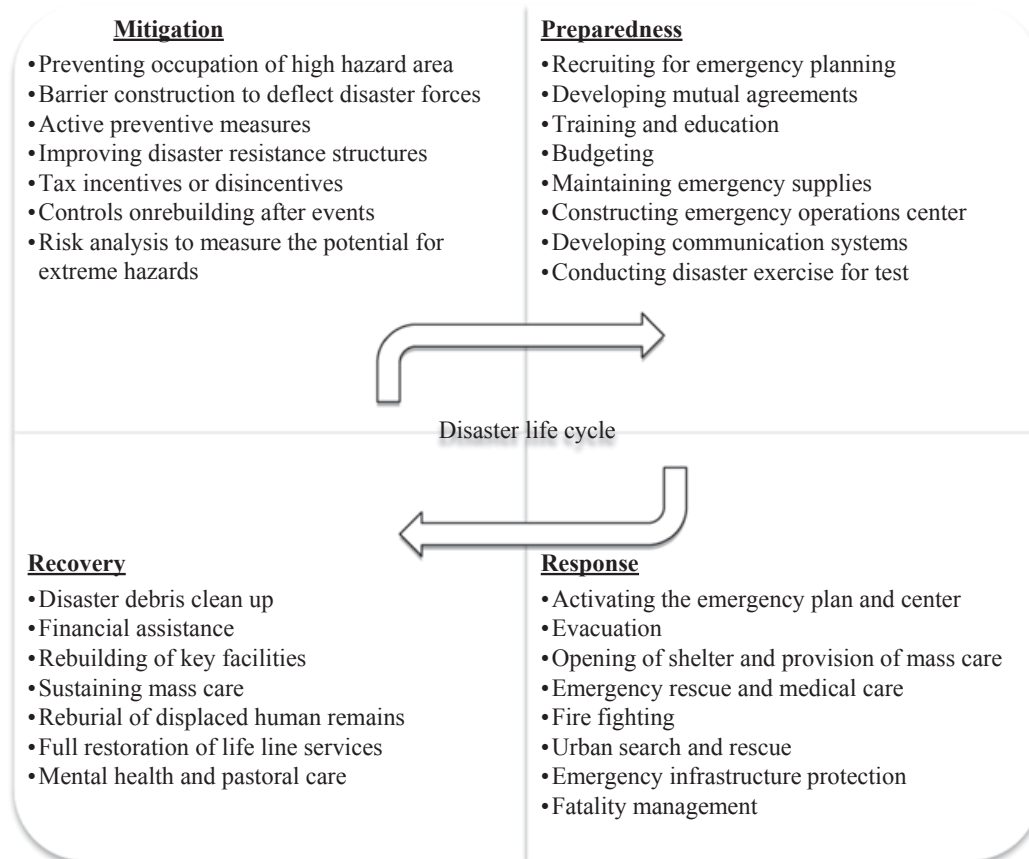 Mitigation
•Preventing occupation of high hazard area
•Barrier construction to deflect disaster forces
•Active preventive measures
•Improving disaster resistance structures
•Tax incentives or disincentives
•Controls onrebuilding after events
•Risk analysis to measure the potential for
extreme hazards
Preparedness
•Recruiting for emergency planning
•Developing mutual agreements
•Training and education
•Budgeting
•Maintaining emergency supplies
•Constructing emergency operations center
•Developing communication systems
•Conducting disaster exercise for test
Disaster life cycle
Recovery
•Disaster debris clean up
•Financial assistance
•Rebuilding of key facilities
•Sustaining mass care
•Reburial of displaced human remains
•Full restoration of life line services
•Mental health and pastoral care
Response
•Activating the emergency plan and center
•Evacuation
•Opening of shelter and provision of mass care
•Emergency rescue and medical care
•Fire fighting
•Urban search and rescue
•Emergency infrastructure protection
•Fatality management